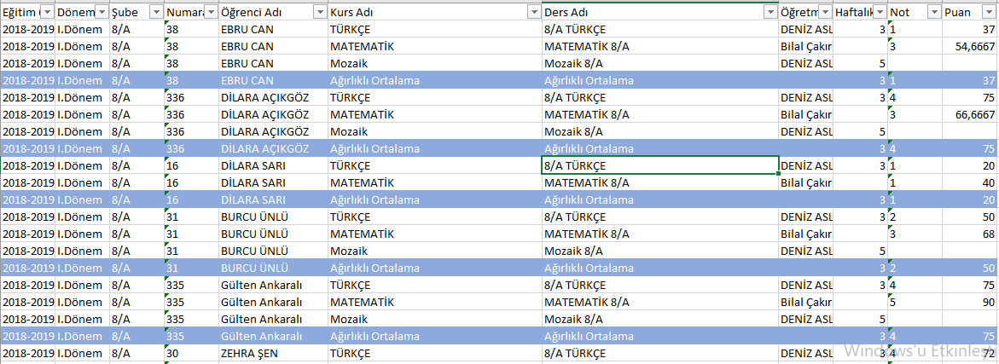 Eğitim Dönem Şube Numara Öğrenci Adı Kurs Adı Ders Adı Öğretm Haftalık Not Puan
2018-2019 I.Dönem 8/A 38 EBRU CAN TÜRKÇE 8/A TÜRKÇE DENİZ ASL 3 1 37
2018-2019 I.Dönem 8/A 38 EBRU CAN MATEMATİK MATEMATİK 8/A Bilal Çakır 3 54,6667
2018-2019 I.Dönem 8/A 38 EBRU CAN Mozaik Mozaik 8/A DENİZ ASL 5
2018-2019 I.Dönem 8/A 38 EBRU CAN Ağırlıklı Ortalama Ağırlıklı Ortalama 3 1 37
2018-2019 I.Dönem 8/A 336 DİLARA AÇIKGÖZ TÜRKÇE 8/A TÜRKÇE DENİZ ASL 3 4 75
2018-2019 I.Dönem 8/A 336 DİLARA AÇIKGÖZ MATEMATİK MATEMATİK 8/A Bilal Çakır 3 66,6667
2018-2019 I.Dönem 8/A 336 DİLARA AÇIKGÖZ Mozaik Mozaik 8/A DENİZ ASL 5
2018-2019 I.Dönem 8/A 336 DİLARA AÇIKGÖZ Ağırlıklı Ortalama Ağırlıklı Ortalama 3 4 75
2018-2019 I.Dönem 8/A 16 DİLARA SARI TÜRKÇE 8/A TÜRKÇE DENİZ ASL 3 1 20
2018-2019 I.Dönem 8/A 16 DİLARA SARI MATEMATİK MATEMATİK 8/A Bilal Çakır 1 40
2018-2019 I.Dönem 8/A 16 DİLARA SARI Ağırlıklı Ortalama Ağırlıklı Ortalama 3 1 20
2018-2019 I.Dönem 8/A 31 BURCU ÜNLÜ TÜRKÇE 8/A TÜRKÇE DENİZ ASL 3 2 50
2018-2019 I.Dönem 8/A 31 BURCU ÜNLÜ MATEMATİK MATEMATİK 8/A Bilal Çakır 3 68
2018-2019 I.Dönem 8/A 31 BURCU ÜNLÜ Mozaik Mozaik 8/A DENİZ ASL 5
2018-2019 I.Dönem 8/A 31 BURCU ÜNLÜ Ağırlıklı Ortalama Ağırlıklı Ortalama 3 2 50
2018-2019 I.Dönem 8/A 335 Gülten Ankaralı TÜRKÇE 8/A TÜRKÇE DENİZ ASL 3 4 75
2018-2019 I.Dönem 8/A 335 Gülten Ankaralı MATEMATİK MATEMATİK 8/A Bilal Çakır 5 90
2018-2019 I.Dönem 8/A 335 Gülten Ankaralı Mozaik Mozaik 8/A DENİZ ASL 5
2018-2019 I.Dönem 8/A 335 Gülten Ankaralı Ağırlıklı Ortalama Ağırlıklı Ortalama 3 4 75
2018-2019 I.Dönem 8/A 30 ZEHRA ŞEN TÜRKÇE 8/A TÜRKÇE DENİZ ASL 3 4 72
Windows'u Etkinleşt